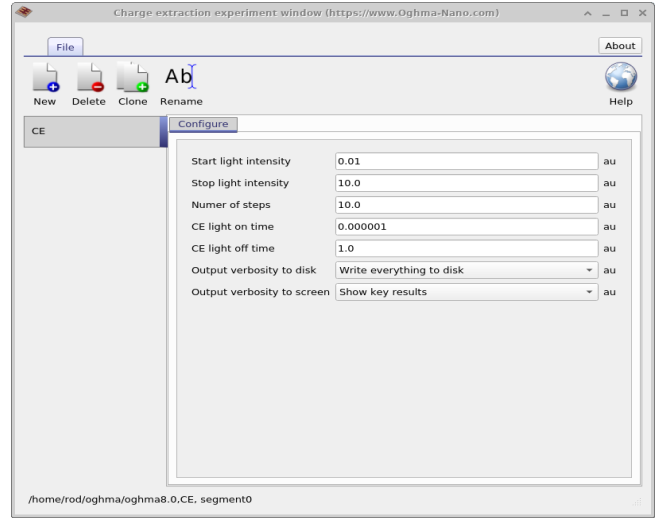 Charge extraction experiment window (https://www.Oghma-Nano.com)
File
About
Ab
New Delete Clone Rename
Help
CE
Configure
Start light intensity 0.01 au
Stop light intensity 10.0 au
Numer of steps 10.0 au
CE light on time 0.000001 au
CE light off time 1.0 au
Output verbosity to disk Write everything to disk au
Output verbosity to screen Show key results au
/home/rod/oghma/oghma8.0,CE, segment0